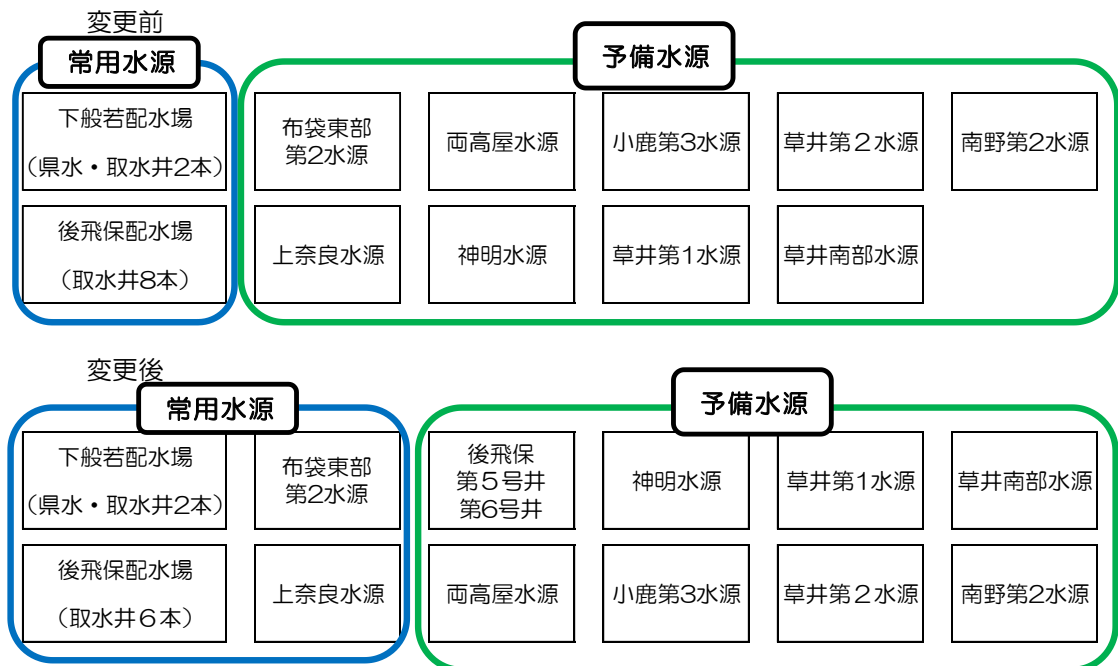 変更前
常用水源
予備水源
下般若配水場
（県水・取水井2本）
布袋東部
第2水源
両高屋水源
小鹿第3水源
草井第２水源
南野第2水源
後飛保配水場
（取水井8本）
上奈良水源
神明水源
草井第1水源
草井南部水源
変更後
常用水源
予備水源
下般若配水場
（県水・取水井2本）
布袋東部
第2水源
後飛保
第５号井
第6号井
神明水源
草井第1水源
草井南部水源
後飛保配水場
（取水井６本）
上奈良水源
両高屋水源
小鹿第3水源
草井第２水源
南野第2水源